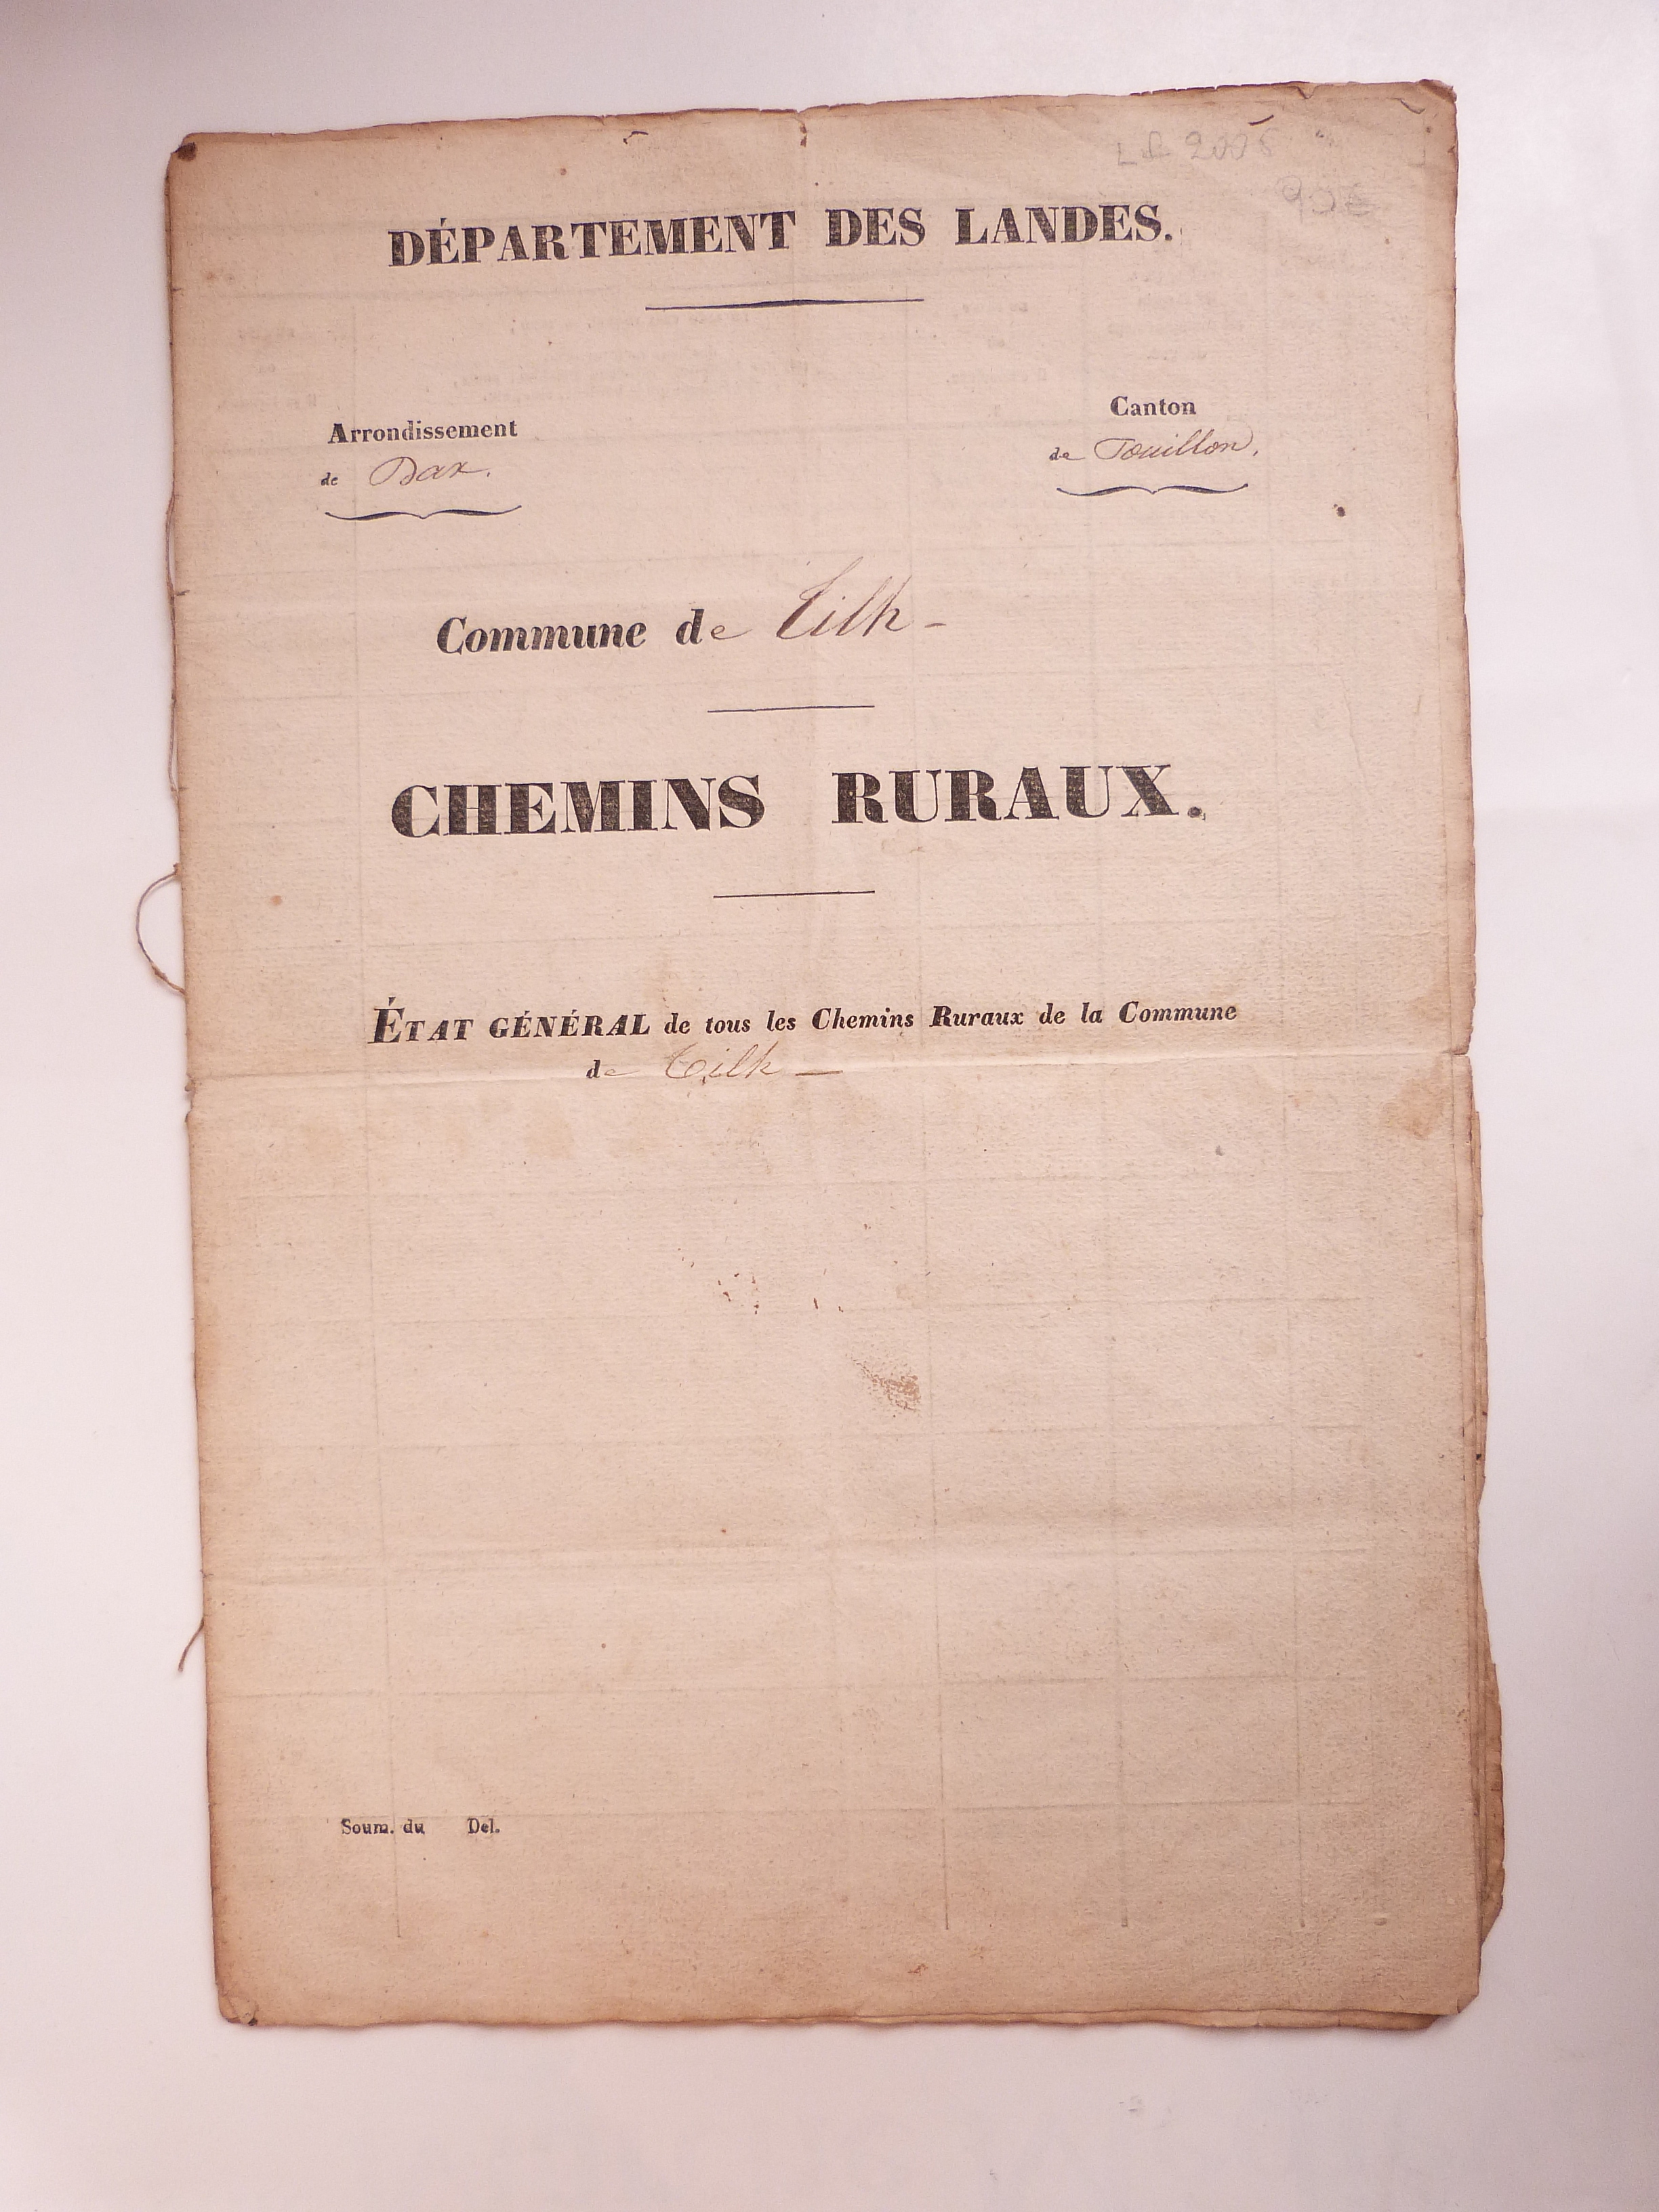 DÉPARTEMENT DES LANDES.
Arrondissement
de Dax.
Canton
de Pouillon.
Commune de Tilh -
CHEMINS RURAUX.
ÉTAT GÉNÉRAL de tous les Chemins Ruraux de la Commune
de Tilh —
Soum. du Del.